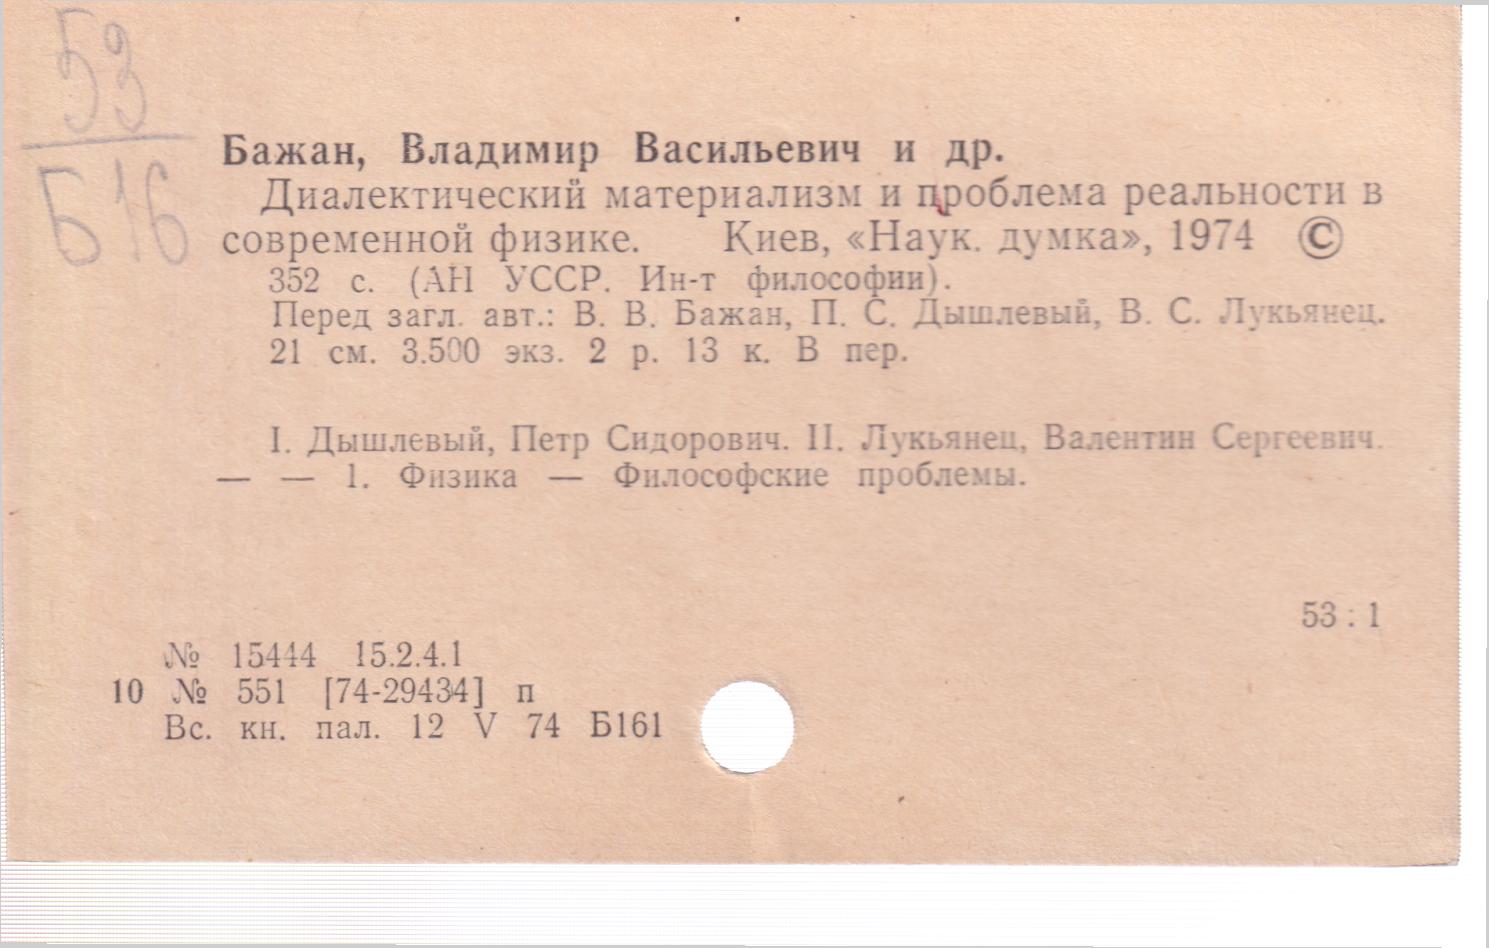 53
Б16
Бажан, Владимир Васильевич и др.
Диалектический материализм и проблема реальности в
современной физике. Киев, «Наук. думка», 1974 ©
352 с. (АН УССР. Ин-т философии).
Перед загл. авт.: В. В. Бажан, П. С. Дышлевый, В. С. Лукьянец.
21 см. 3.500 экз. 2 р. 13 к. В пер.
I. Дышлевый, Петр Сидорович. II. Лукьянец, Валентин Сергеевич.
— — 1. Физика — Философские проблемы.
53 : 1
№ 15444 15.2.4.1
10 № 551 [74-29434] п
Вс. кн. пал. 12 V 74 Б161